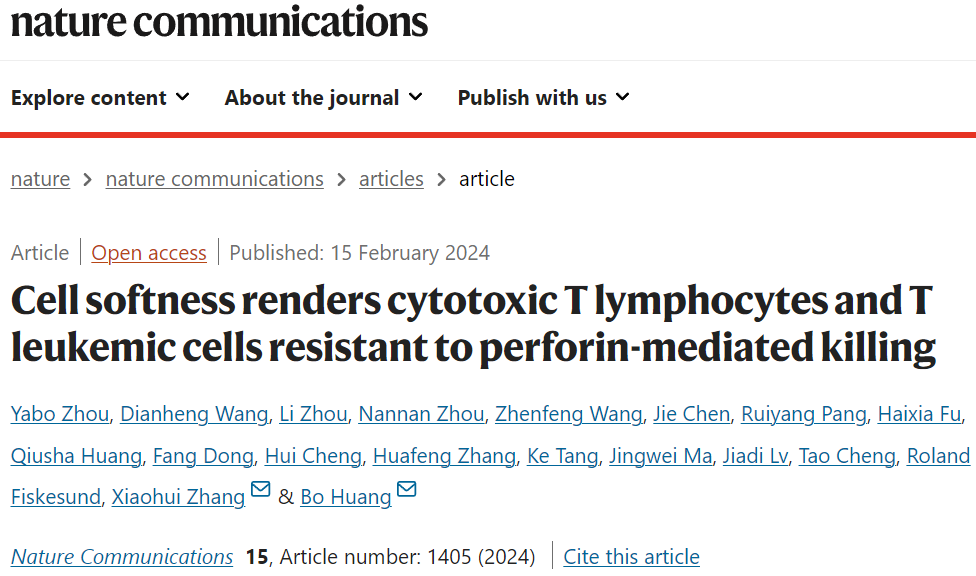 nature communications
Explore content About the journal Publish with us
nature > nature communications > articles > article
Article Open access Published: 15 February 2024
Cell softness renders cytotoxic T lymphocytes and T
leukemic cells resistant to perforin-mediated killing
Yabo Zhou, Dianheng Wang, Li Zhou, Nannan Zhou, Zhenfeng Wang, Jie Chen, Ruiyang Pang, Haixia Fu,
Qiusha Huang, Fang Dong, Hui Cheng, Huafeng Zhang, Ke Tang, Jingwei Ma, Jiadi Lv, Tao Cheng, Roland
Fiskesund, Xiaohui Zhang & Bo Huang
Nature Communications 15, Article number: 1405 (2024) Cite this article